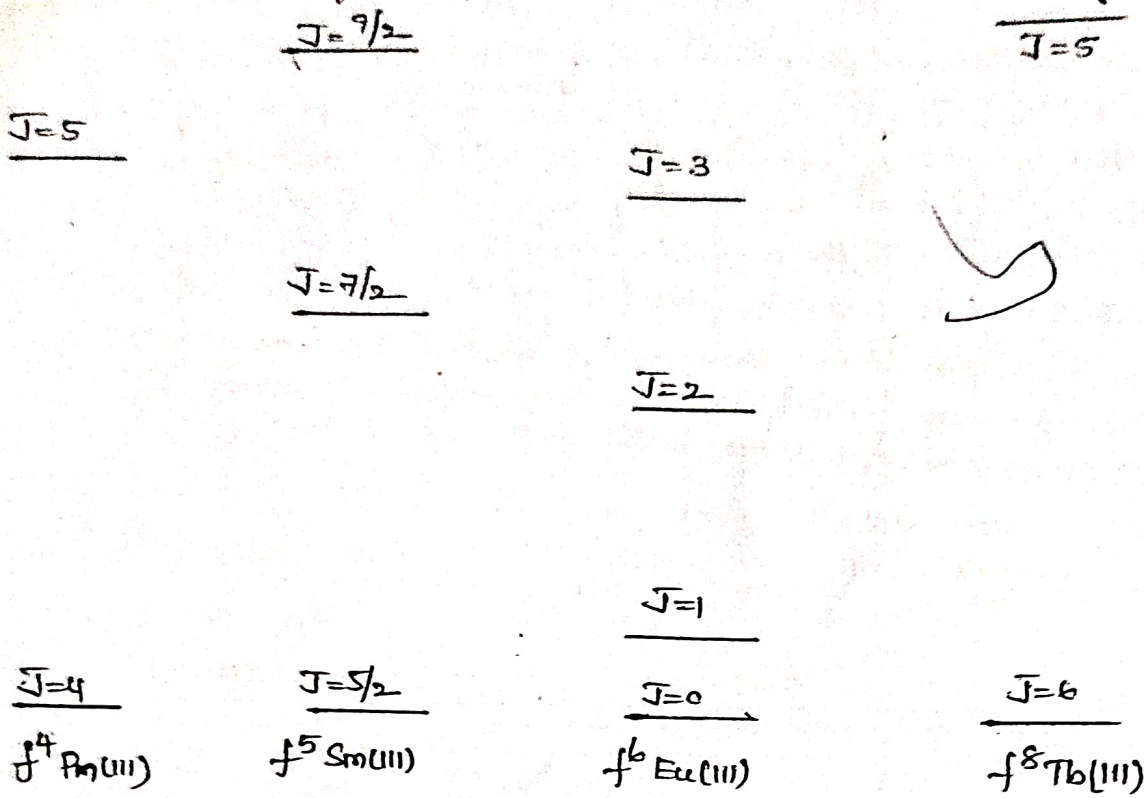 J=9/2
J=5
J=5
J=3
J=7/2
J=2
J=1
J=4
J=5/2
J=0
J=6
f⁴ Pm(III)
f⁵ Sm(III)
f⁶ Eu(III)
f⁸ Tb(III)